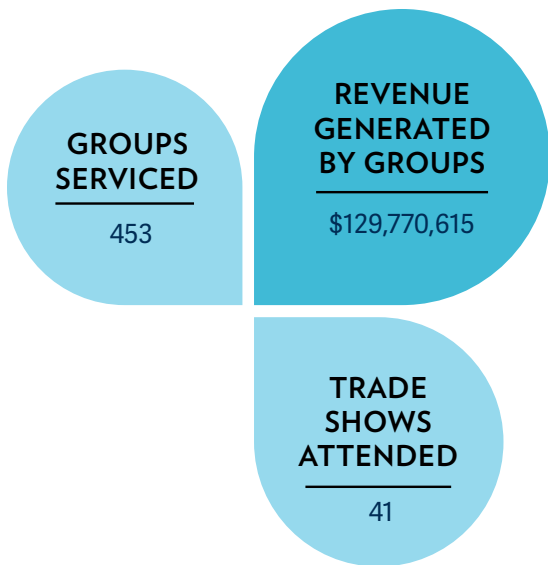 GROUPS
SERVICED
453
REVENUE
GENERATED
BY GROUPS
$129,770,615
TRADE
SHOWS
ATTENDED
41